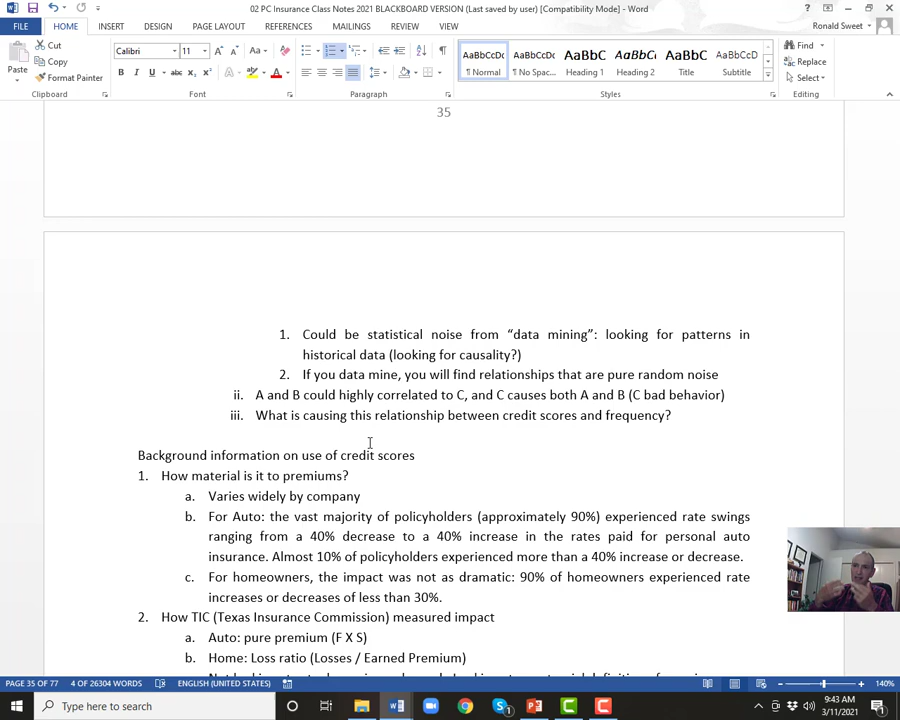 02 PC Insurance Class Notes 2021 BLACKBOARD VERSION (Last saved by user) [Compatibility Mode] - Word
FILE HOME INSERT DESIGN PAGE LAYOUT REFERENCES MAILINGS REVIEW VIEW Ronald Sweet
Paste Cut Copy Format Painter
Calibri 11
AaBbCcDc AaBbCcDc AaBbC AaBbCc AaBbC AaBbCcD
¶ Normal ¶ No Spac... Heading 1 Heading 2 Title Subtitle
Find Replace Select
Clipboard Font Paragraph Styles Editing
35
1. Could be statistical noise from “data mining”: looking for patterns in
historical data (looking for causality?)
2. If you data mine, you will find relationships that are pure random noise
ii. A and B could highly correlated to C, and C causes both A and B (C bad behavior)
iii. What is causing this relationship between credit scores and frequency?
Background information on use of credit scores
1. How material is it to premiums?
a. Varies widely by company
b. For Auto: the vast majority of policyholders (approximately 90%) experienced rate swings
ranging from a 40% decrease to a 40% increase in the rates paid for personal auto
insurance. Almost 10% of policyholders experienced more than a 40% increase or decrease.
c. For homeowners, the impact was not as dramatic: 90% of homeowners experienced rate
increases or decreases of less than 30%.
2. How TIC (Texas Insurance Commission) measured impact
a. Auto: pure premium (F X S)
b. Home: Loss ratio (Losses / Earned Premium)
PAGE 35 OF 77 4 OF 26304 WORDS ENGLISH (UNITED STATES) 140%
Type here to search
9:43 AM
3/11/2021